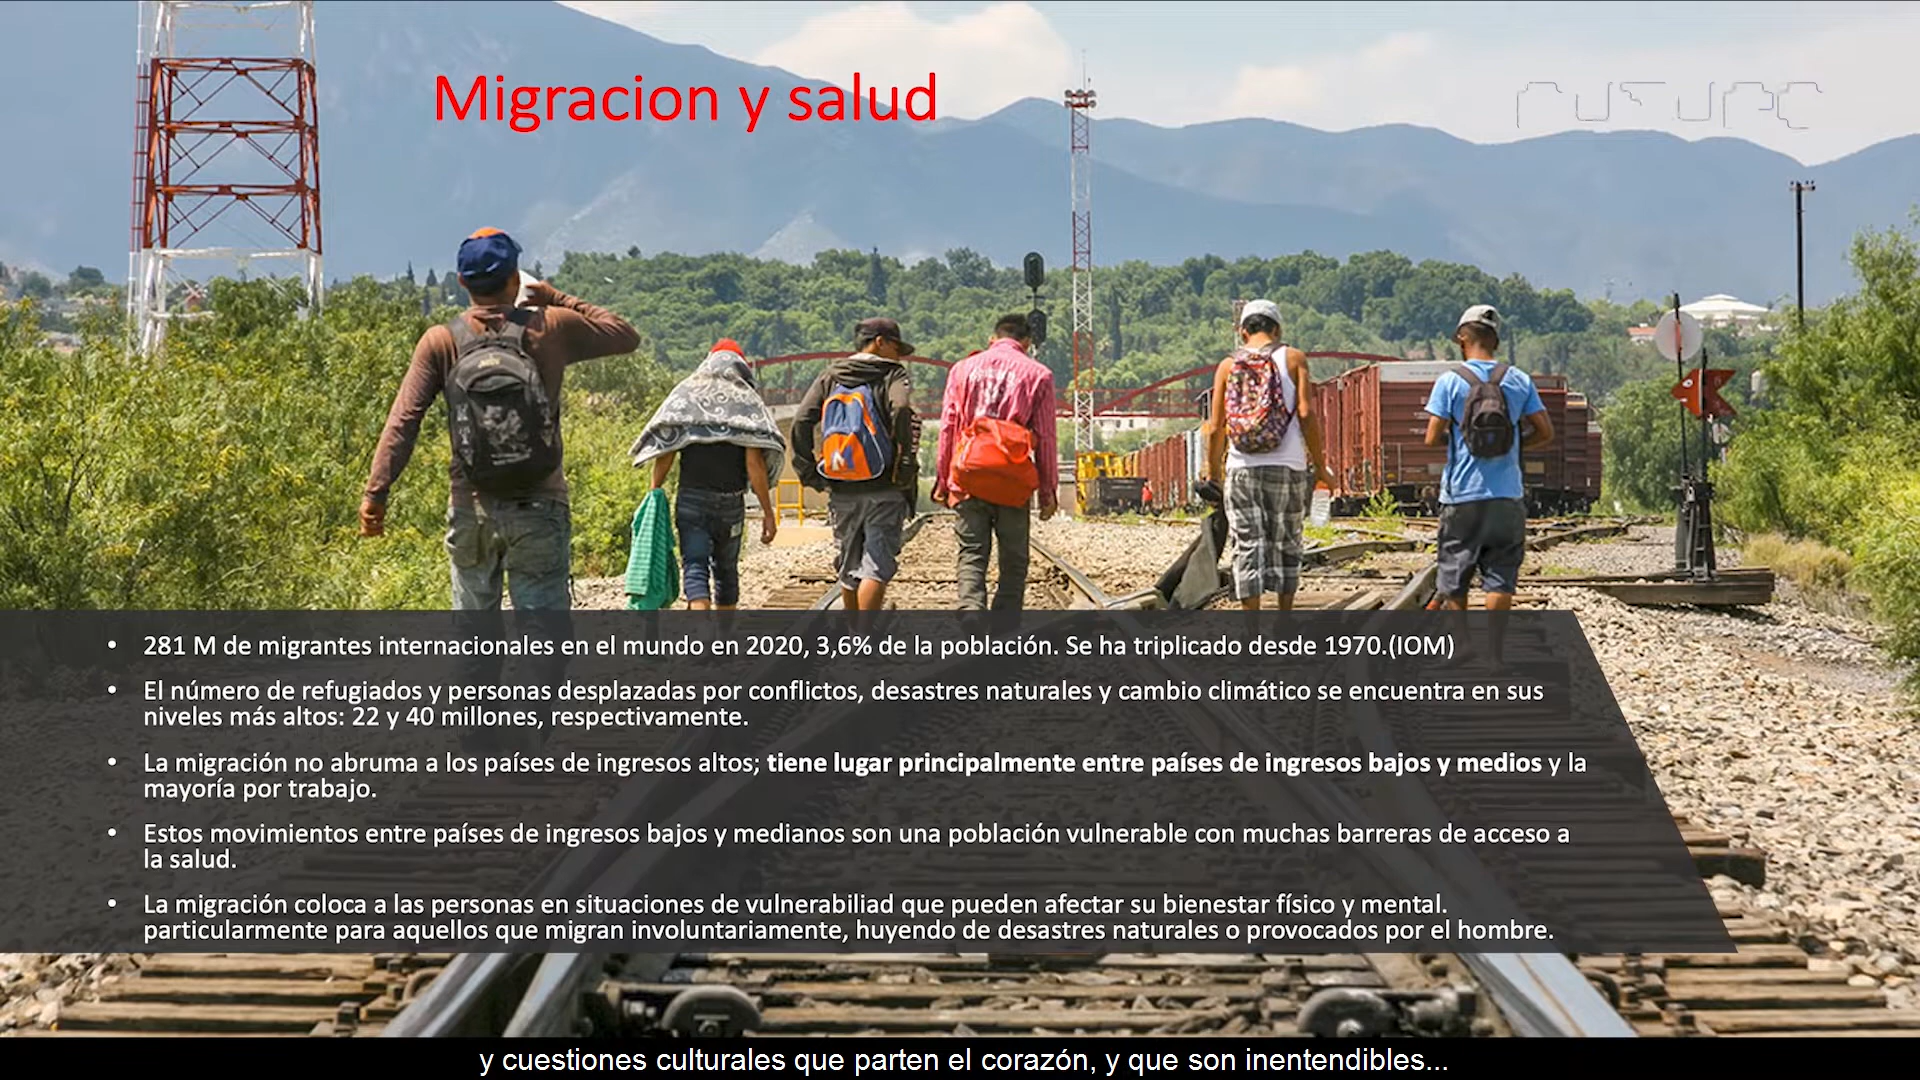 Migracion y salud
FUTURE
• 281 M de migrantes internacionales en el mundo en 2020, 3,6% de la población. Se ha triplicado desde 1970.(IOM)
• El número de refugiados y personas desplazadas por conflictos, desastres naturales y cambio climático se encuentra en sus
niveles más altos: 22 y 40 millones, respectivamente.
• La migración no abruma a los países de ingresos altos; tiene lugar principalmente entre países de ingresos bajos y medios y la
mayoría por trabajo.
• Estos movimientos entre países de ingresos bajos y medianos son una población vulnerable con muchas barreras de acceso a
la salud.
• La migración coloca a las personas en situaciones de vulnerabiliad que pueden afectar su bienestar físico y mental.
particularmente para aquellos que migran involuntariamente, huyendo de desastres naturales o provocados por el hombre.
y cuestiones culturales que parten el corazón, y que son inentendibles...